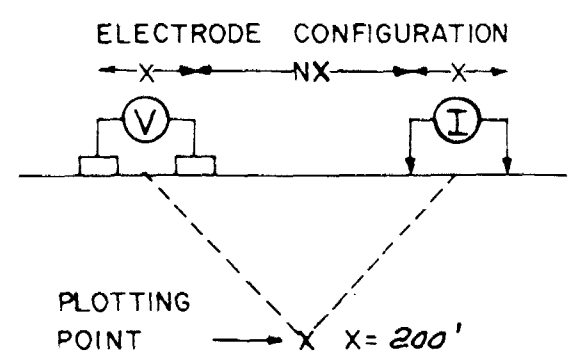 ELECTRODE CONFIGURATION
X NX X
V I
PLOTTING
POINT X X= 200'